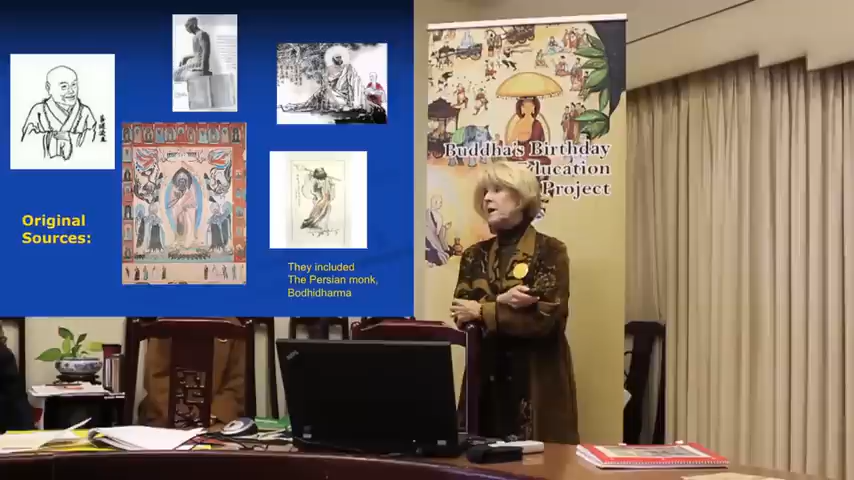 Original
Sources:
They included
The Persian monk,
Bodhidharma
Buddha's Birthday
Education
Project